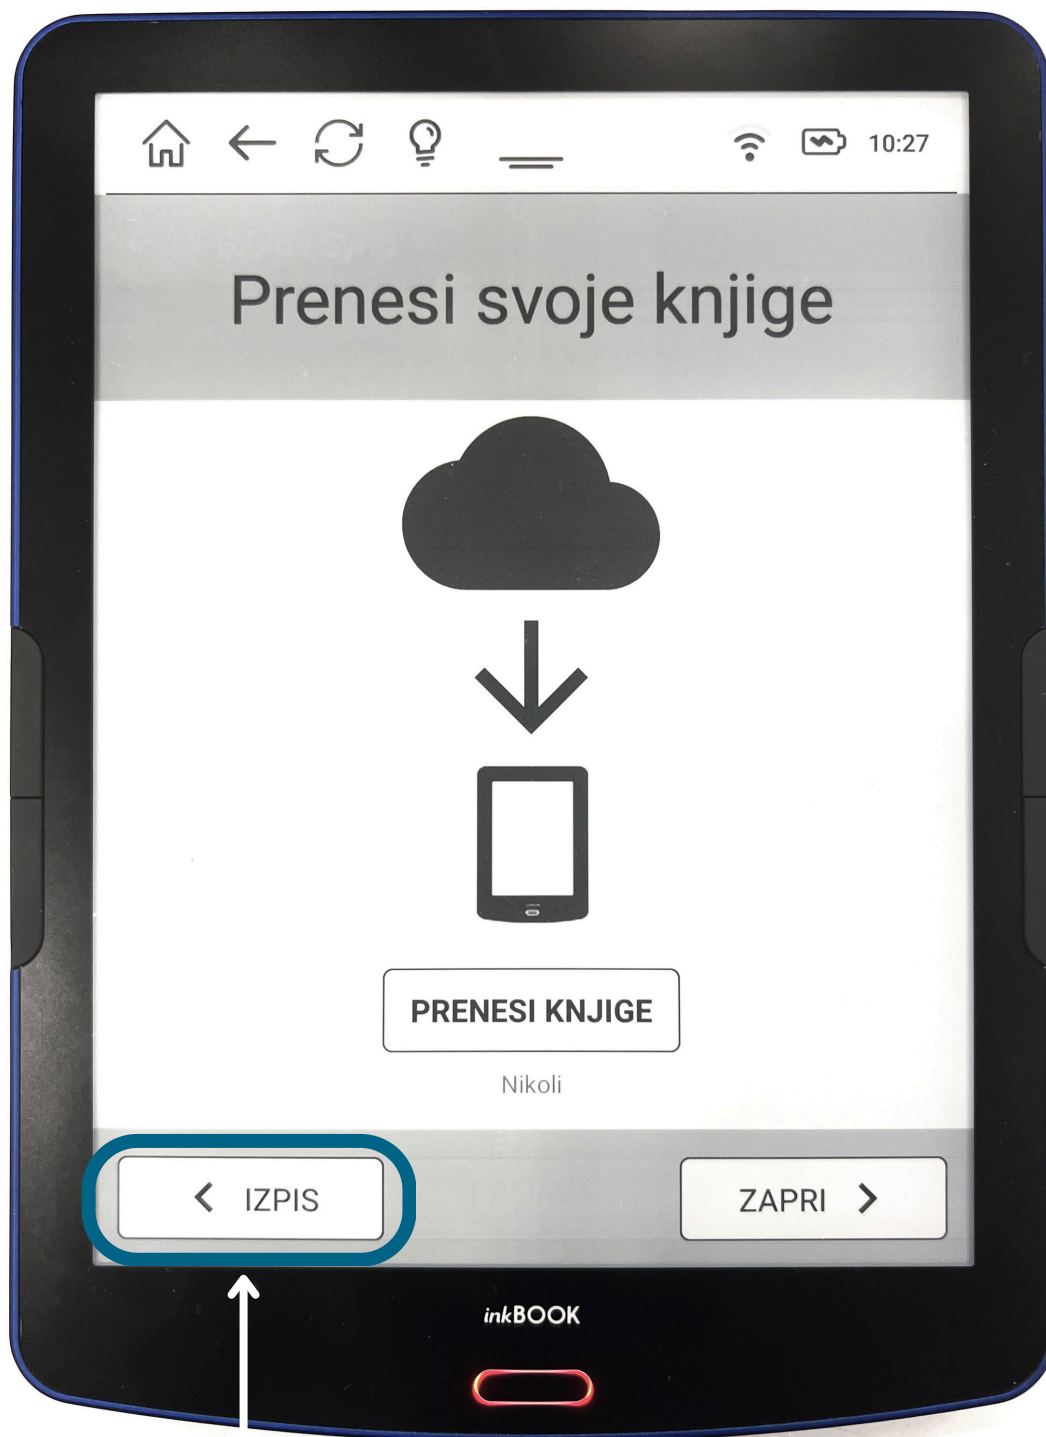 10:27
Prenesi svoje knjige
PRENESI KNJIGE
Nikoli
IZPIS
ZAPRI
inkBOOK